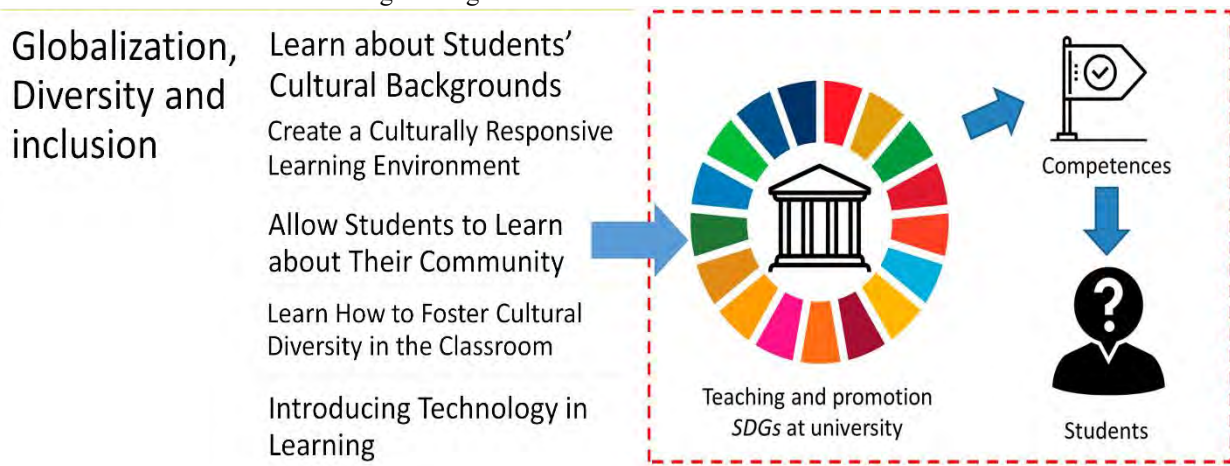 Globalization,
Diversity and
inclusion
Learn about Students’
Cultural Backgrounds
Create a Culturally Responsive
Learning Environment
Allow Students to Learn
about Their Community
Learn How to Foster Cultural
Diversity in the Classroom
Introducing Technology in
Learning
Teaching and promotion
SDGs at university
Competences
?
Students